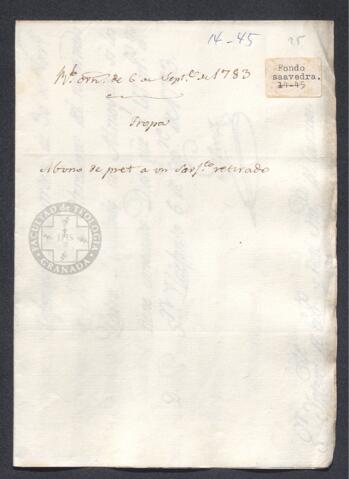 14-45
25
Fondo
saavedra.
14-45
Rl. orn. de 6 de Septe. de 1783
Tropa
Abono de pret a un Sargto. retirado
FACULTAD de TEOLOGIA
GRANADA